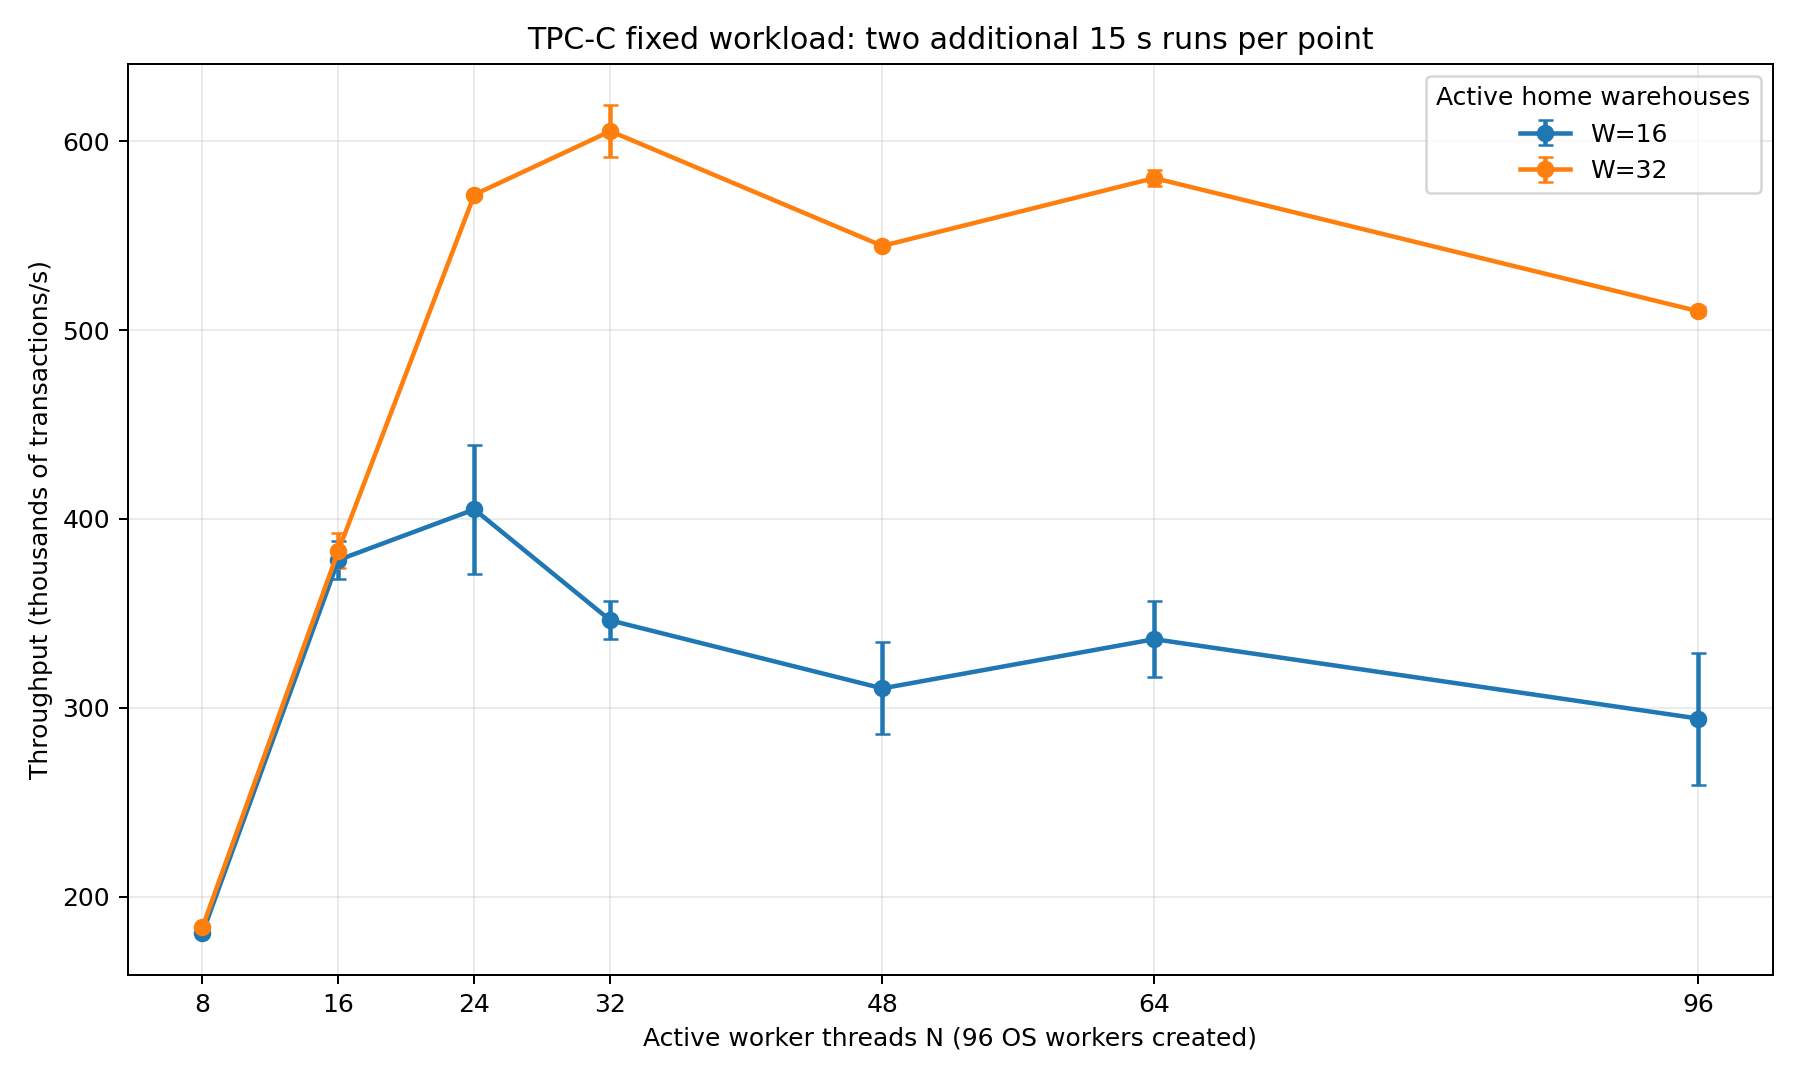 TPC-C fixed workload: two additional 15 s runs per point
Active home warehouses
W=16
W=32
Throughput (thousands of transactions/s)
600
500
400
300
200
8 16 24 32 48 64 96
Active worker threads N (96 OS workers created)